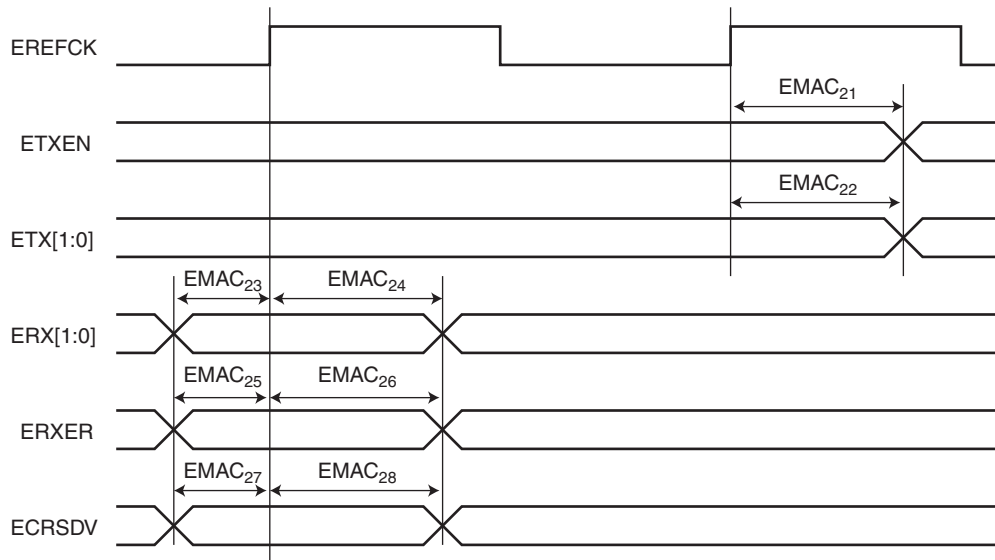 EREFCK
EMAC21
ETXEN
EMAC22
ETX[1:0]
EMAC23 EMAC24
ERX[1:0]
EMAC25 EMAC26
ERXER
EMAC27 EMAC28
ECRSDV